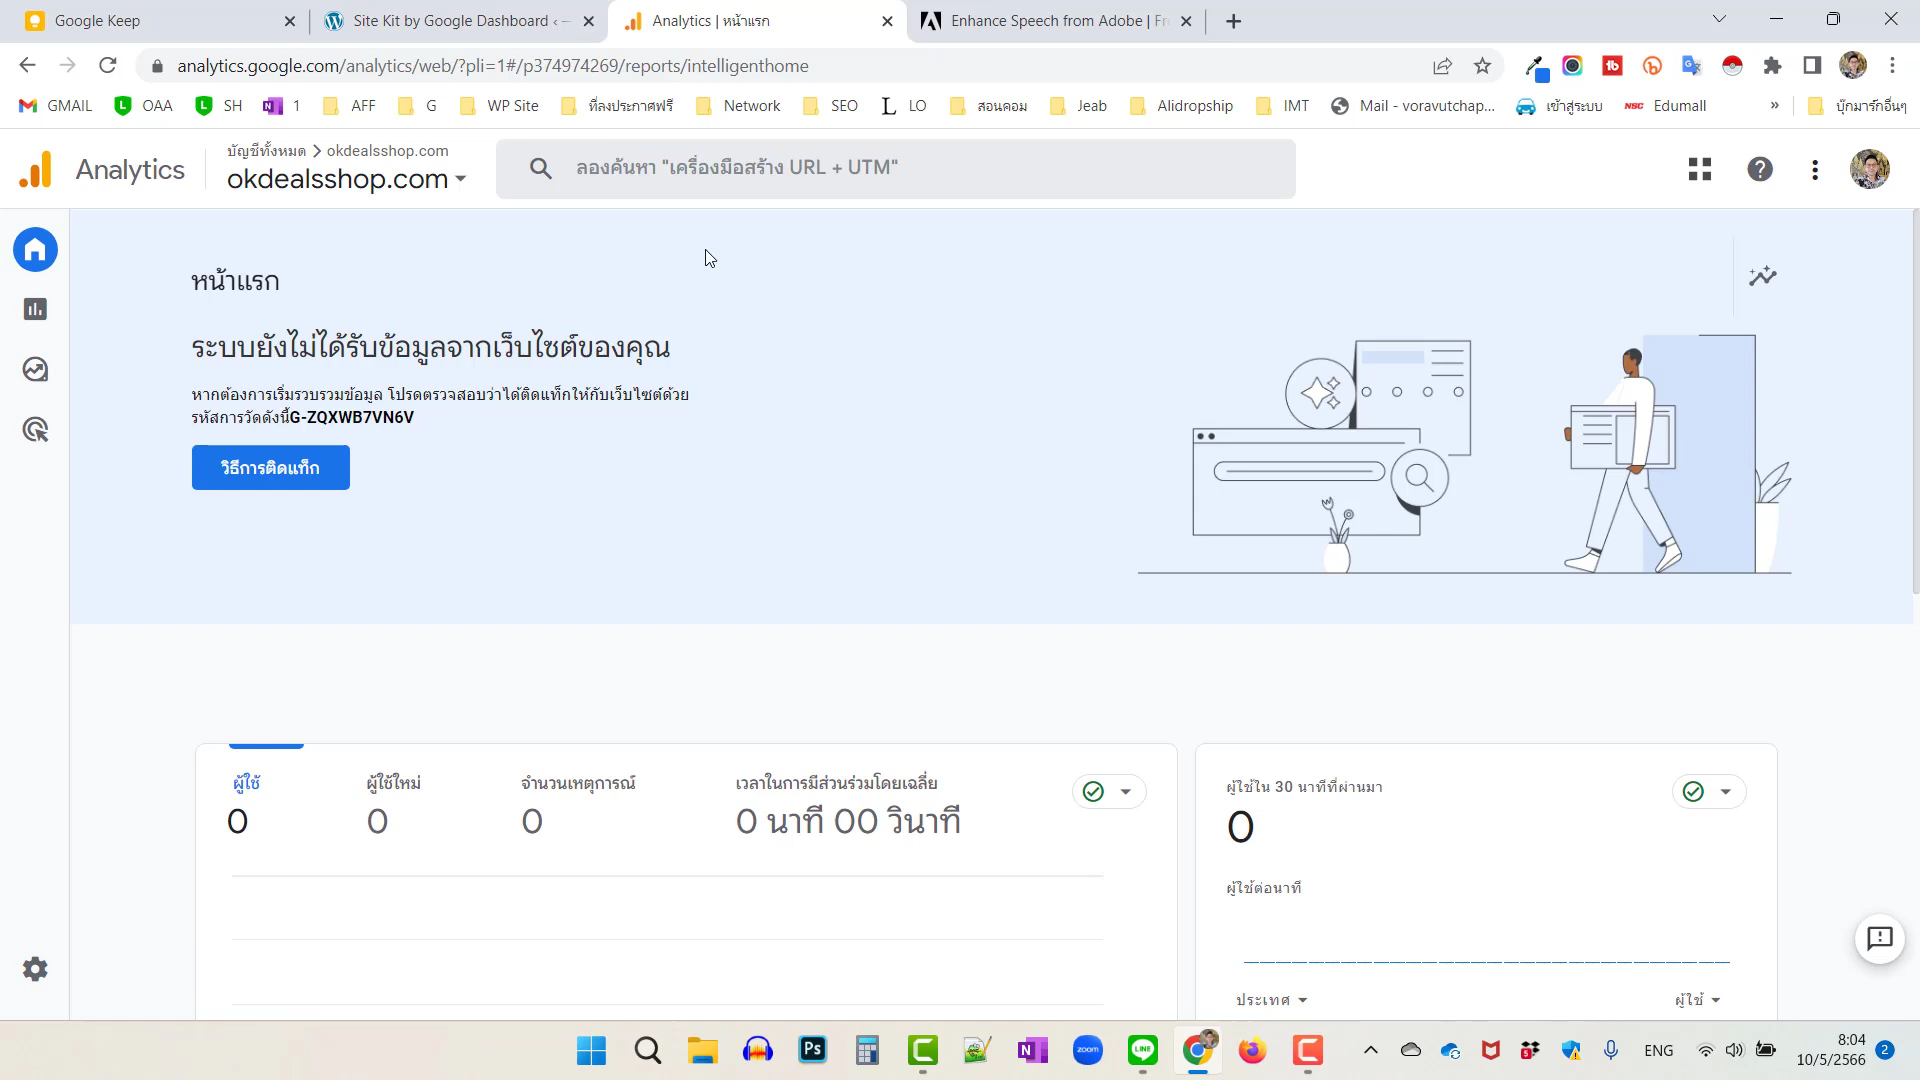 Google Keep
Site Kit by Google Dashboard ‹ —
Analytics | หน้าแรก
Enhance Speech from Adobe | Fr
analytics.google.com/analytics/web/?pli=1#/p374974269/reports/intelligenthome
GMAIL
OAA
SH
1
AFF
G
WP Site
ที่ลงประกาศฟรี
Network
SEO
LO
สอนคอม
Jeab
Alidropship
IMT
Mail - voravutchap...
เข้าสู่ระบบ
NSC
Edumall
»
บุ๊กมาร์กอื่นๆ
Analytics
บัญชีทั้งหมด > okdealsshop.com
okdealsshop.com
ลองค้นหา "เครื่องมือสร้าง URL + UTM"
หน้าแรก
ระบบยังไม่ได้รับข้อมูลจากเว็บไซต์ของคุณ
หากต้องการเริ่มรวบรวมข้อมูล โปรดตรวจสอบว่าได้ติดแท็กให้กับเว็บไซต์ด้วย
รหัสการวัดดังนี้G-ZQXWB7VN6V
วิธีการติดแท็ก
ผู้ใช้
0
ผู้ใช้ใหม่
0
จำนวนเหตุการณ์
0
เวลาในการมีส่วนร่วมโดยเฉลี่ย
0 นาที 00 วินาที
ผู้ใช้ใน 30 นาทีที่ผ่านมา
0
ผู้ใช้ต่อนาที
ประเทศ
ผู้ใช้
Ps
zoom
LINE
ENG
8:04
10/5/2566
2